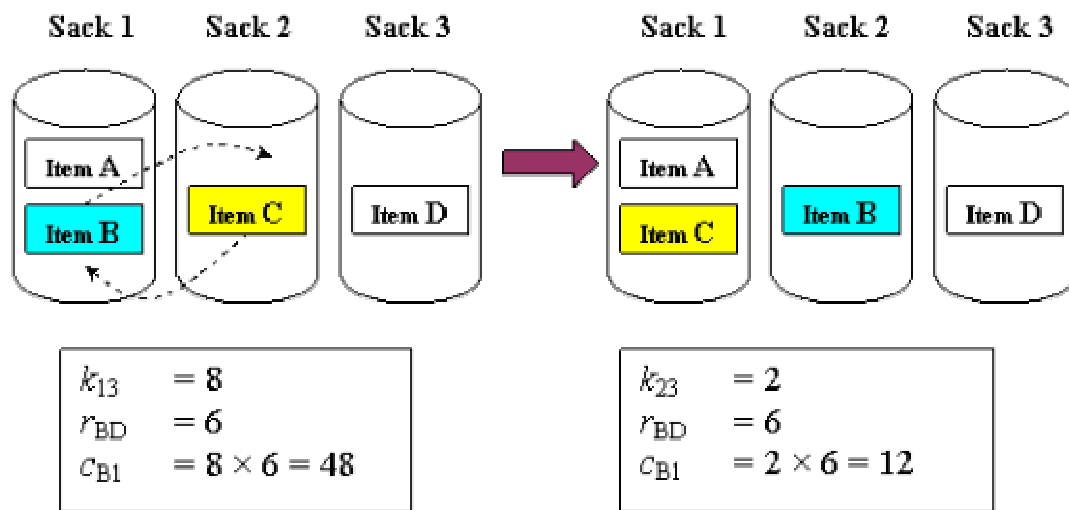 Sack 1 Sack 2 Sack 3 Sack 1 Sack 2 Sack 3
Item A
Item B
Item C
Item D
Item A
Item C
Item B
Item D
k13 = 8
rBD = 6
cB1 = 8 × 6 = 48
k23 = 2
rBD = 6
cB1 = 2 × 6 = 12